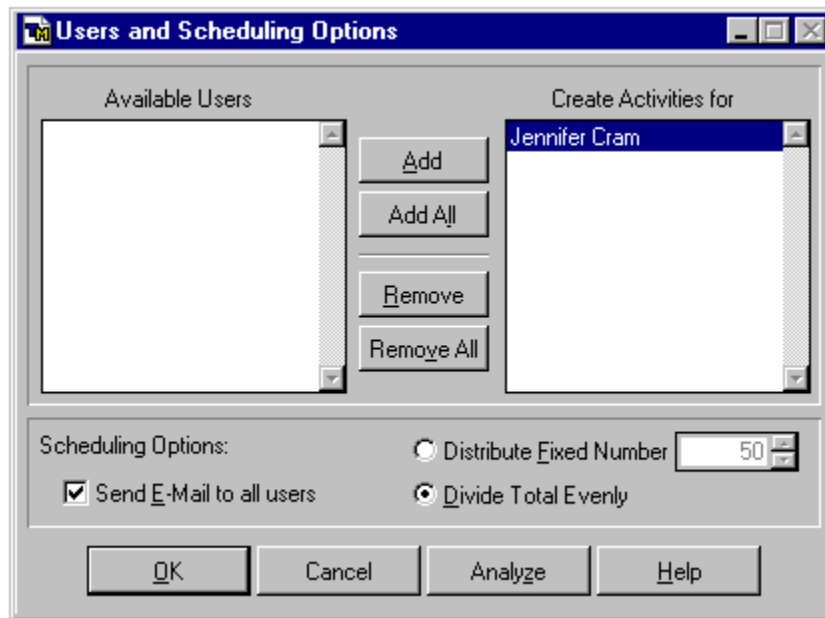 TM Users and Scheduling Options
Available Users
Create Activities for
Jennifer Cram
Add
Add All
Remove
Remove All
Scheduling Options:
Distribute Fixed Number 50
Send E-Mail to all users
Divide Total Evenly
OK
Cancel
Analyze
Help